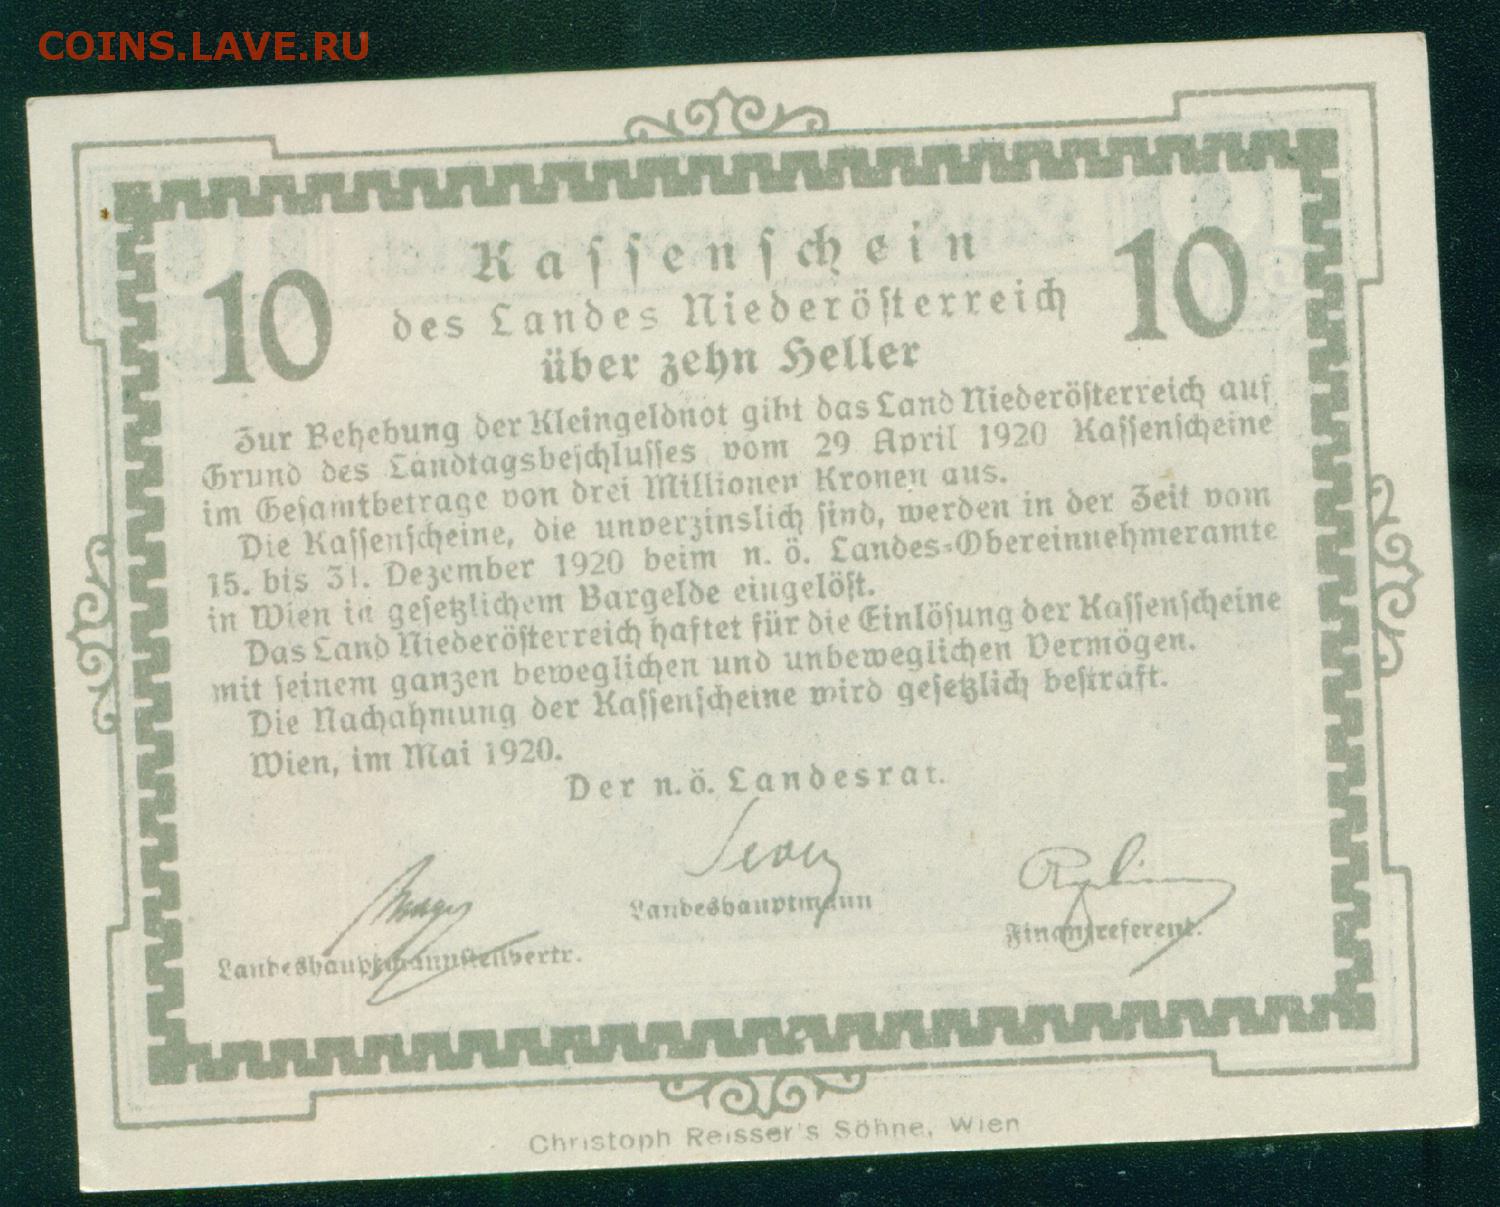 COINS.LAVE.RU
Kassenschein
10 10
des Landes Niederösterreich
über zehn Heller
Zur Behebung der Kleingeldnot gibt das Land Niederösterreich auf
Grund des Landtagsbeschlusses vom 29 April 1920 Kassenscheine
im Gesamtbetrage von drei Millionen Kronen aus.
Die Kassenscheine, die unverzinslich sind, werden in der Zeit vom
15. bis 31. Dezember 1920 beim n. ö. Landes-Obereinnehmeramte
in Wien in gesetzlichem Bargelde eingelöst.
Das Land Niederösterreich haftet für die Einlösung der Kassenscheine
mit seinem ganzen beweglichen und unbeweglichen Vermögen.
Die Nachahmung der Kassenscheine wird gesetzlich bestraft.
Wien, im Mai 1920.
Der n. ö. Landesrat.
Sever
Landeshauptmann
Finanzreferent.
Landeshauptmannstellvertr.
Christoph Reisser's Söhne, Wien